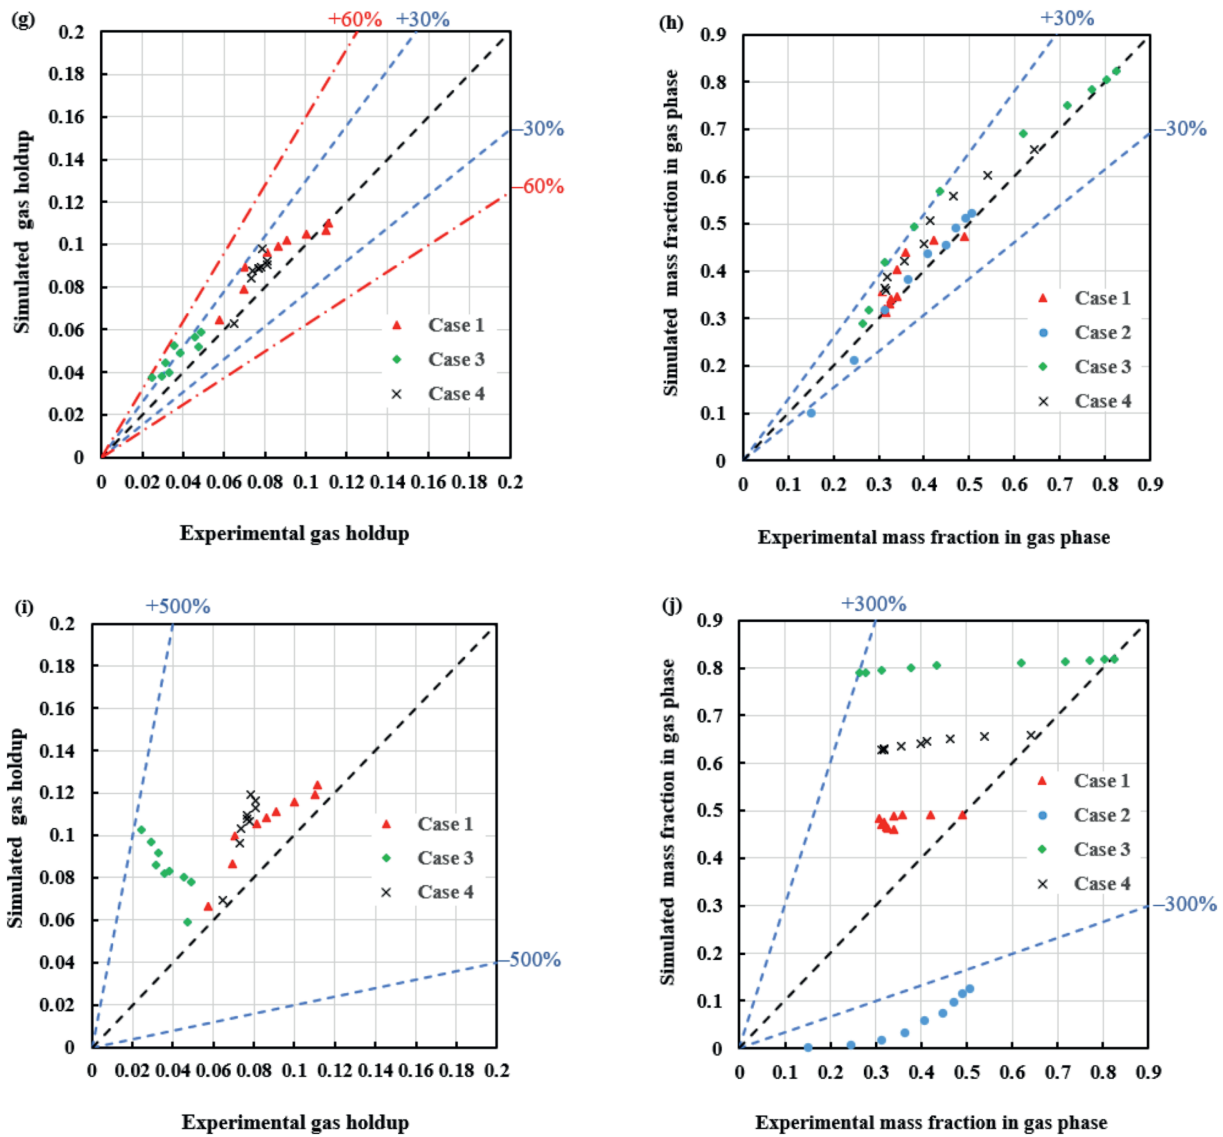 (g)
+60%
+30%
0.2
0.18
0.16
0.14
0.12
0.1
0.08
0.06
0.04
0.02
0
Simulated gas holdup
−30%
−60%
Case 1
Case 3
Case 4
0 0.02 0.04 0.06 0.08 0.1 0.12 0.14 0.16 0.18 0.2
Experimental gas holdup
(h)
+30%
0.9
0.8
0.7
0.6
0.5
0.4
0.3
0.2
0.1
0
Simulated mass fraction in gas phase
−30%
Case 1
Case 2
Case 3
Case 4
0 0.1 0.2 0.3 0.4 0.5 0.6 0.7 0.8 0.9
Experimental mass fraction in gas phase
(i)
+500%
0.2
0.18
0.16
0.14
0.12
0.1
0.08
0.06
0.04
0.02
0
Simulated gas holdup
−500%
Case 1
Case 3
Case 4
0 0.02 0.04 0.06 0.08 0.1 0.12 0.14 0.16 0.18 0.2
Experimental gas holdup
(j)
+300%
0.9
0.8
0.7
0.6
0.5
0.4
0.3
0.2
0.1
0
Simulated mass fraction in gas phase
−300%
Case 1
Case 2
Case 3
Case 4
0 0.1 0.2 0.3 0.4 0.5 0.6 0.7 0.8 0.9
Experimental mass fraction in gas phase